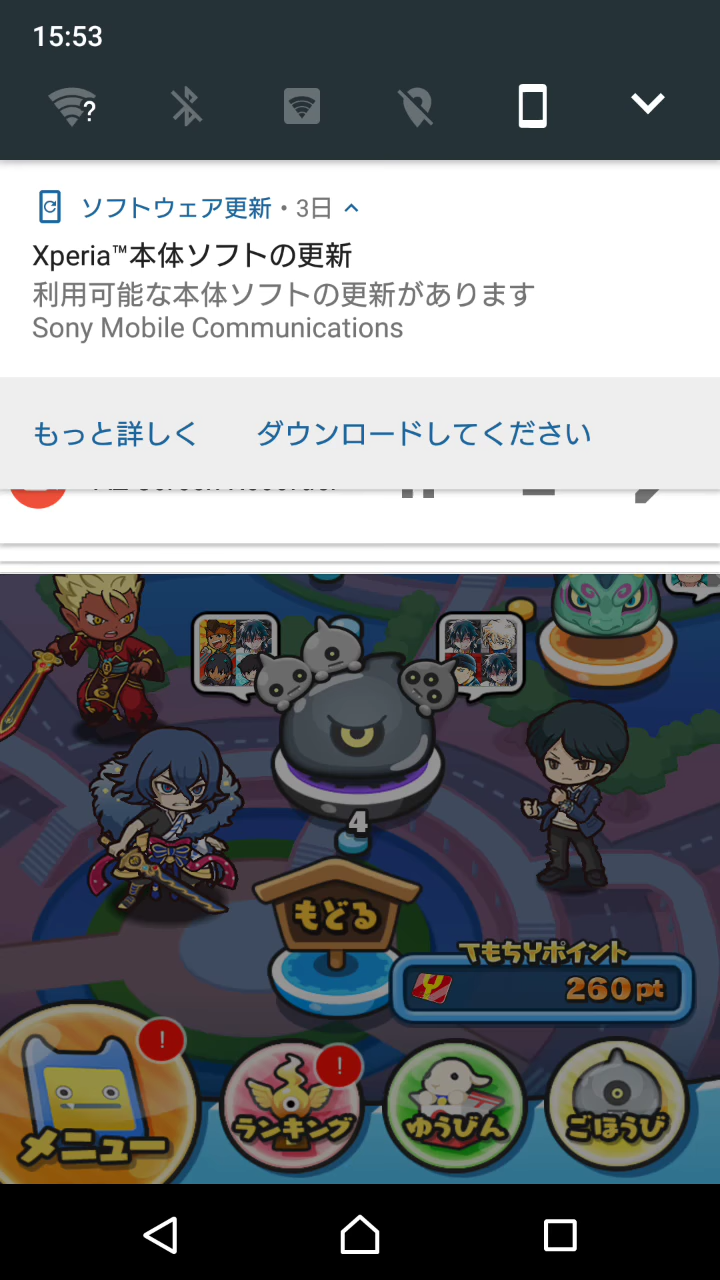 15:53
?
ソフトウェア更新・3日
Xperia™本体ソフトの更新
利用可能な本体ソフトの更新があります
Sony Mobile Communications
もっと詳しく ダウンロードしてください
4
もどる
てもちYポイント
Y 260pt
! !
メニュー ランキング ゆうびん ごほうび